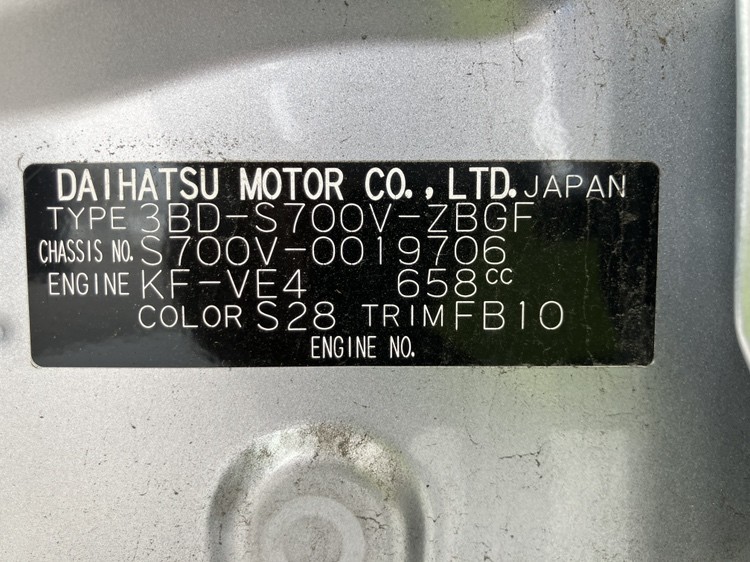 DAIHATSU MOTOR CO., LTD. JAPAN
TYPE 3BD-S700V-ZBGF
CHASSIS NO. S700V-0019706
ENGINE KF-VE4 658cc
COLOR S28 TRIM FB10
ENGINE NO.